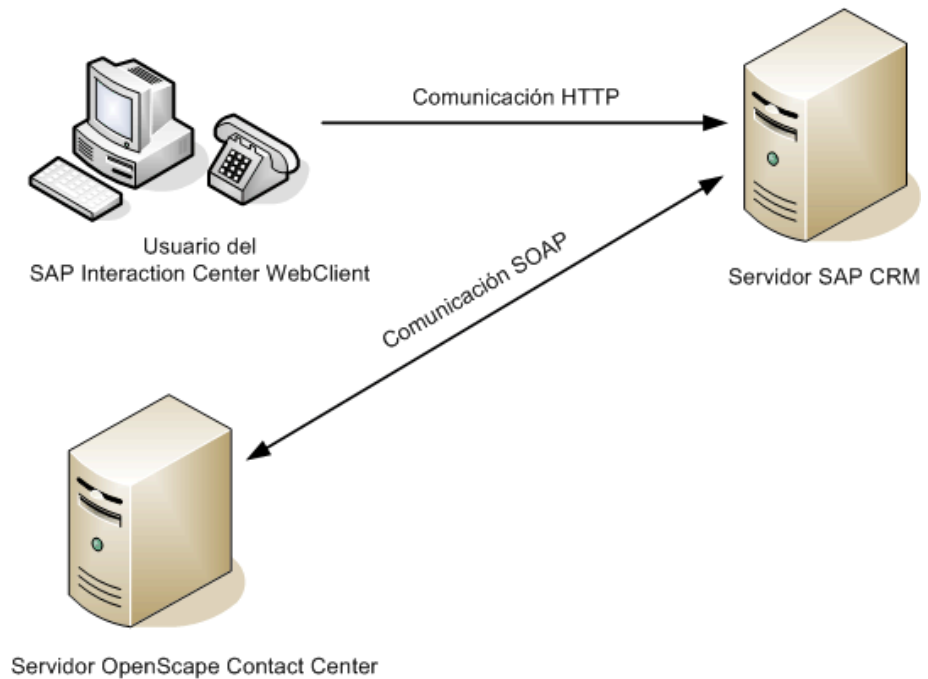 Comunicación HTTP
Usuario del
SAP Interaction Center WebClient
Servidor SAP CRM
Comunicación SOAP
Servidor OpenScape Contact Center